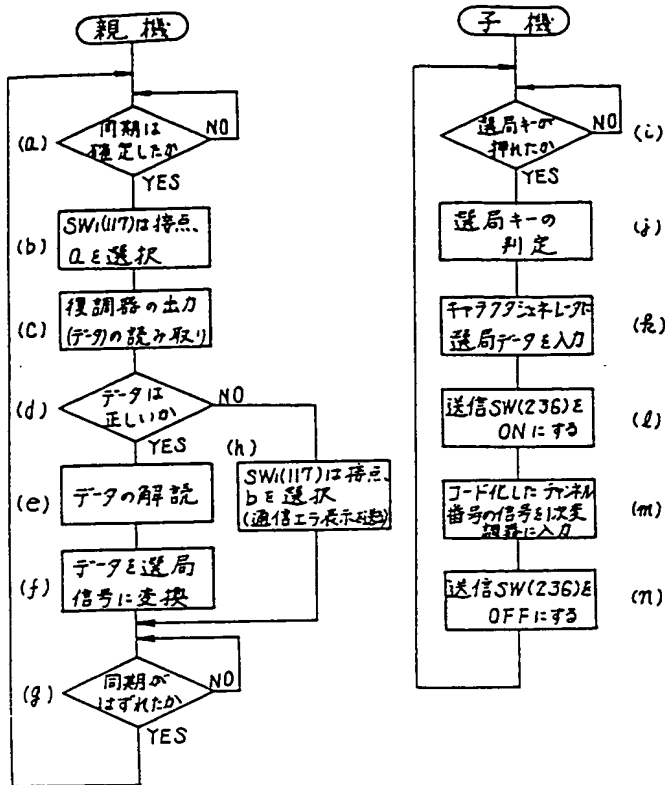 親機
(a)
同期は
確定したか
NO
YES
(b)
SW1(117)は接点、
aを選択
(c)
復調器の出力
(データ)の読み取り
(d)
データは
正しいか
NO
YES
(e)
データの解読
(h)
SW1(117)は接点、
bを選択
(通信エラ表示
(f)
データを選局
信号に変換
(g)
同期が
はずれたか
NO
YES
子機
選局キーが
押れたか
NO
(i)
YES
選局キーの
判定
(j)
キャラクタジェネレータに
選局データを入力
(k)
送信SW(236)を
ONにする
(l)
コード化したチャンネル
番号の信号を1次変
調器に入力
(m)
送信SW(236)を
OFFにする
(n)